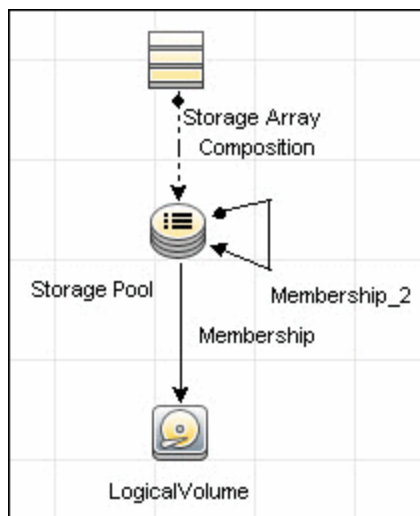 Storage Array
Composition
Storage Pool
Membership_2
Membership
LogicalVolume